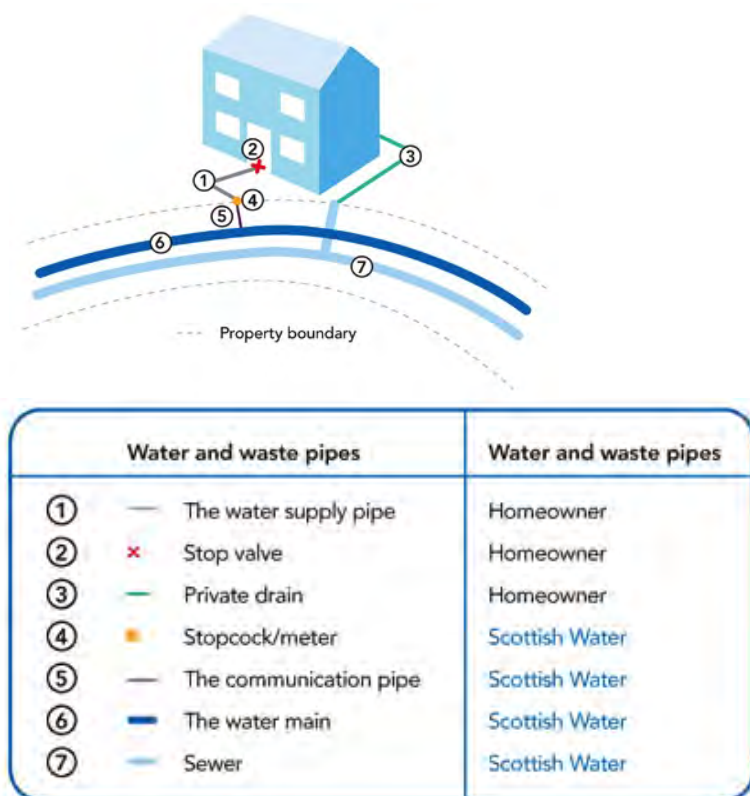 ②
①
③
④
⑤
⑥
⑦
Property boundary
Water and waste pipes Water and waste pipes
① The water supply pipe Homeowner
② Stop valve Homeowner
③ Private drain Homeowner
④ Stopcock/meter Scottish Water
⑤ The communication pipe Scottish Water
⑥ The water main Scottish Water
⑦ Sewer Scottish Water